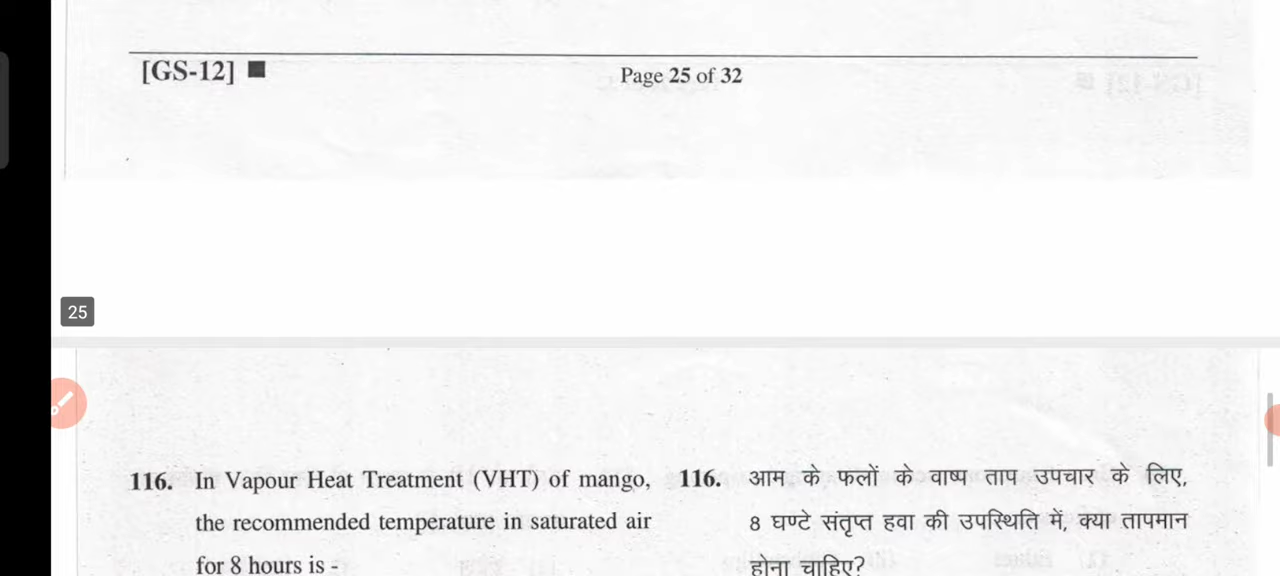 [GS-12] ■
Page 25 of 32
25
116. In Vapour Heat Treatment (VHT) of mango,
the recommended temperature in saturated air
for 8 hours is -
116. आम के फलों के वाष्प ताप उपचार के लिए,
8 घण्टे संतृप्त हवा की उपस्थिति में, क्या तापमान
होना चाहिए?